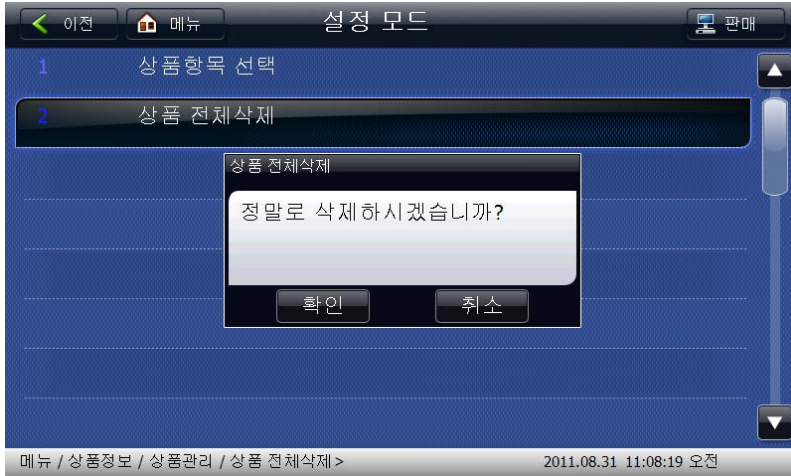 이전 메뉴 설정 모드 판매
1 상품항목 선택
2 상품 전체삭제
상품 전체삭제
정말로 삭제하시겠습니까?
확인 취소
메뉴 / 상품정보 / 상품관리 / 상품 전체삭제> 2011.08.31 11:08:19 오전